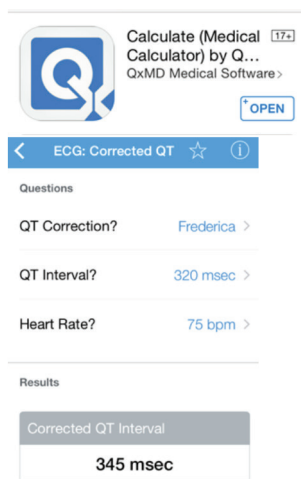 Calculate (Medical 17+
Calculator) by Q...
QxMD Medical Software >
+OPEN
< ECG: Corrected QT ☆ ⓘ
Questions
QT Correction? Frederica >
QT Interval? 320 msec >
Heart Rate? 75 bpm >
Results
Corrected QT Interval
345 msec